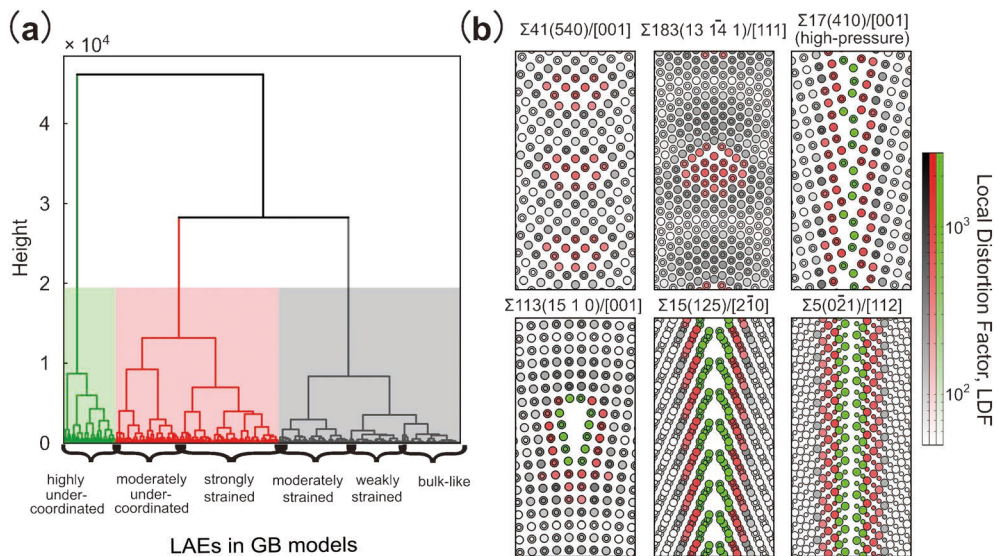 (a)
× 10⁴
4
3
2
1
0
Height
highly
under-
coordinated
moderately
under-
coordinated
strongly
strained
moderately
strained
weakly
strained
bulk-like
LAEs in GB models
(b)
Σ41(540)/[001]
Σ183(13 1̄4 1)/[111]
Σ17(410)/[001]
(high-pressure)
Σ113(15 1 0)/[001]
Σ15(125)/[21̄0]
Σ5(02̄1)/[112]
10³
10²
Local Distortion Factor, LDF